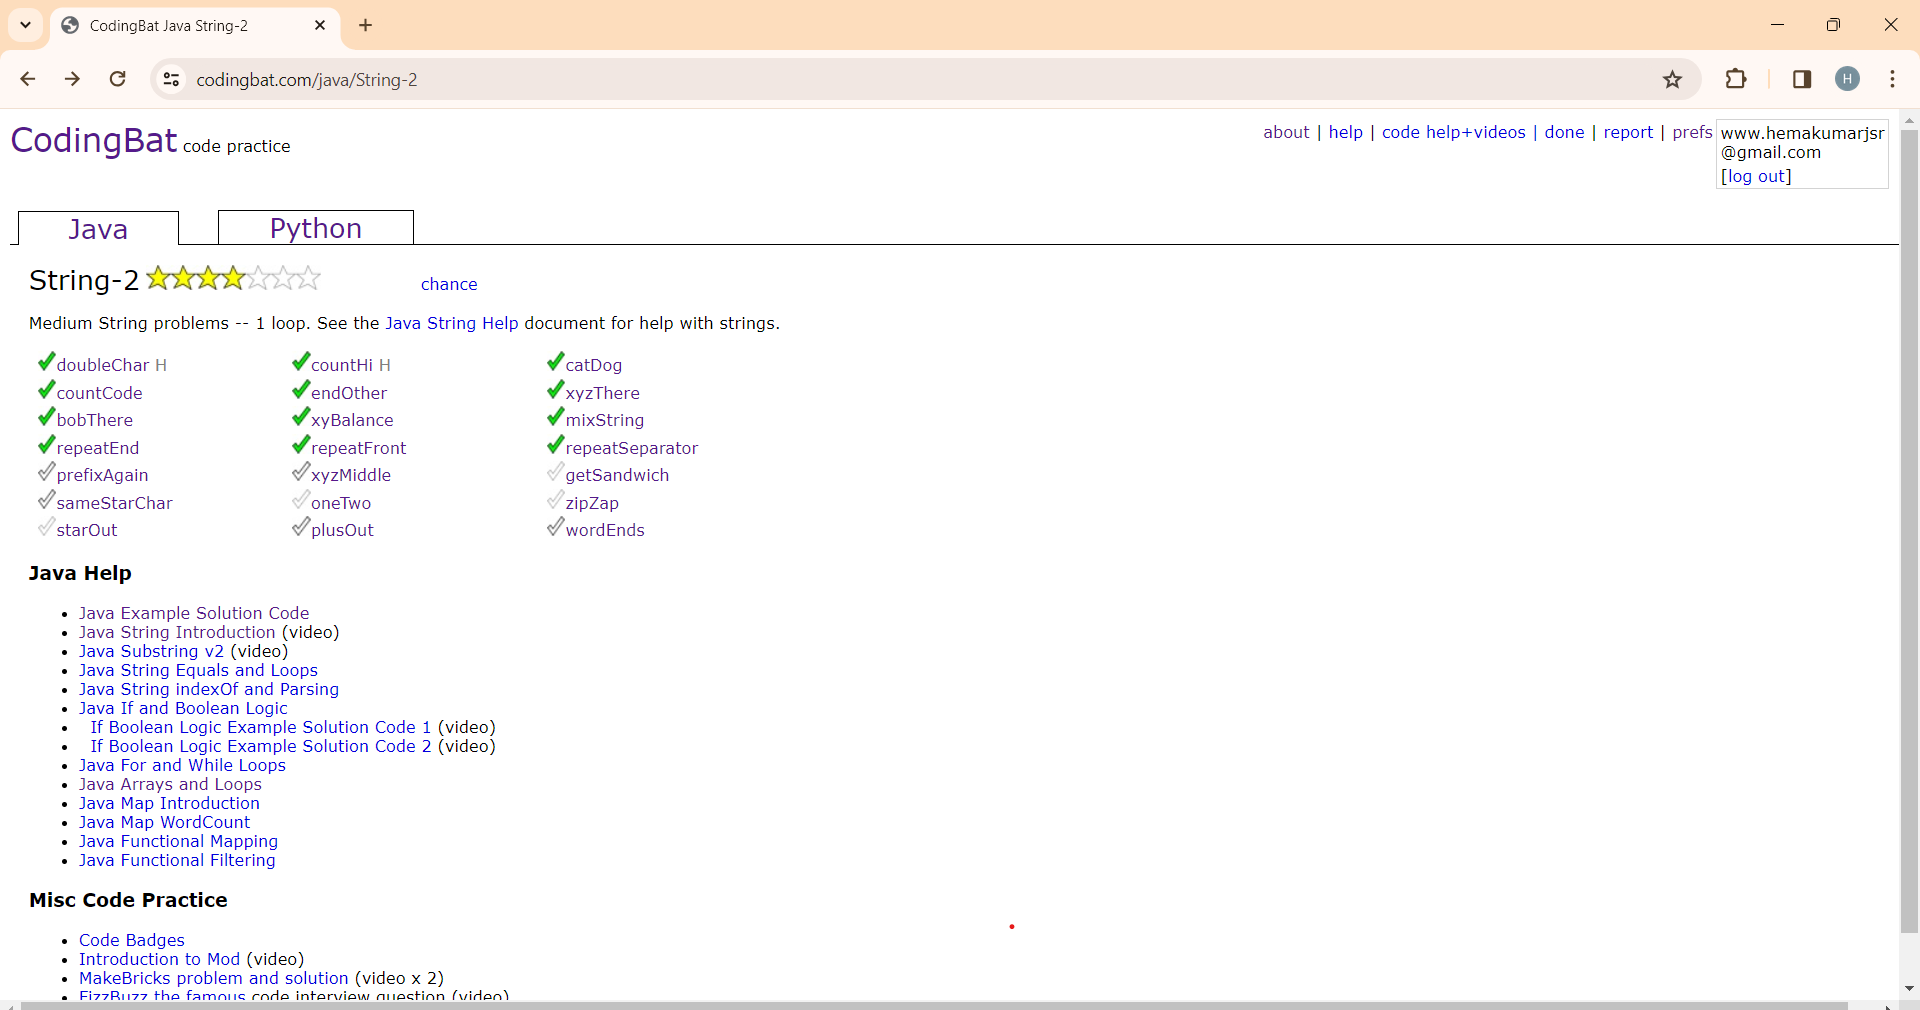 CodingBat Java String-2
codingbat.com/java/String-2
H
CodingBat code practice
about | help | code help+videos | done | report | prefs
www.hemakumarjsr
@gmail.com
[log out]
Java Python
String-2 chance
Medium String problems -- 1 loop. See the Java String Help document for help with strings.
doubleChar H countHi H catDog
countCode endOther xyzThere
bobThere xyBalance mixString
repeatEnd repeatFront repeatSeparator
prefixAgain xyzMiddle getSandwich
sameStarChar oneTwo zipZap
starOut plusOut wordEnds
Java Help
• Java Example Solution Code
• Java String Introduction (video)
• Java Substring v2 (video)
• Java String Equals and Loops
• Java String indexOf and Parsing
• Java If and Boolean Logic
• If Boolean Logic Example Solution Code 1 (video)
• If Boolean Logic Example Solution Code 2 (video)
• Java For and While Loops
• Java Arrays and Loops
• Java Map Introduction
• Java Map WordCount
• Java Functional Mapping
• Java Functional Filtering
Misc Code Practice
• Code Badges
• Introduction to Mod (video)
• MakeBricks problem and solution (video x 2)
• FizzBuzz the famous code interview question (video)